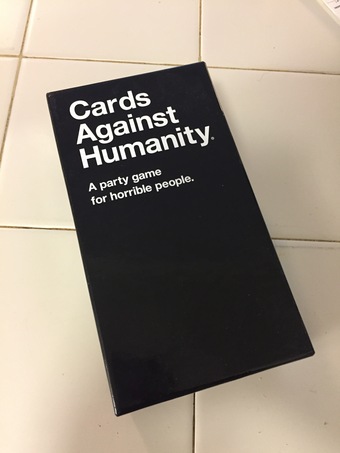 Cards
Against
Humanity®
A party game
for horrible people.